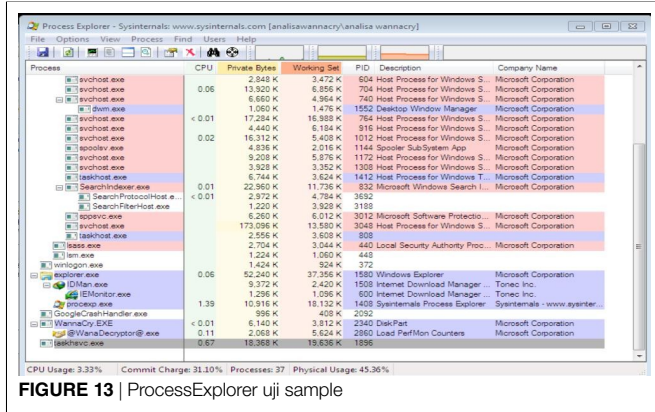 Process Explorer - Sysinternals: www.sysinternals.com [analisawannacry\analisa wannacry]
File Options View Process Find Users Help
Process CPU Private Bytes Working Set PID Description Company Name
svchost.exe 2,848 K 3,472 K 604 Host Process for Windows S... Microsoft Corporation
svchost.exe 0.06 13,920 K 6,856 K 704 Host Process for Windows S... Microsoft Corporation
svchost.exe 6,660 K 4,964 K 740 Host Process for Windows S... Microsoft Corporation
dwm.exe 1,060 K 1,476 K 1552 Desktop Window Manager Microsoft Corporation
svchost.exe < 0.01 17,284 K 16,988 K 764 Host Process for Windows S... Microsoft Corporation
svchost.exe 4,440 K 6,184 K 916 Host Process for Windows S... Microsoft Corporation
svchost.exe 0.02 16,312 K 5,408 K 1012 Host Process for Windows S... Microsoft Corporation
spoolsv.exe 4,836 K 2,016 K 1144 Spooler SubSystem App Microsoft Corporation
svchost.exe 9,208 K 5,876 K 1172 Host Process for Windows S... Microsoft Corporation
svchost.exe 3,928 K 3,352 K 1308 Host Process for Windows S... Microsoft Corporation
taskhost.exe 6,744 K 3,624 K 1412 Host Process for Windows T... Microsoft Corporation
SearchIndexer.exe 0.01 22,960 K 11,736 K 832 Microsoft Windows Search I... Microsoft Corporation
SearchProtocolHost.e... < 0.01 2,972 K 4,784 K 3692
SearchFilterHost.exe 1,220 K 3,928 K 3188
sppsvc.exe 6,260 K 6,012 K 3012 Microsoft Software Protectio... Microsoft Corporation
svchost.exe 173,096 K 13,580 K 3048 Host Process for Windows S... Microsoft Corporation
taskhost.exe 2,556 K 3,608 K 808
lsass.exe 2,704 K 3,044 K 440 Local Security Authority Proc... Microsoft Corporation
lsm.exe 1,224 K 1,060 K 448
winlogon.exe 1,424 K 924 K 372
explorer.exe 0.06 52,240 K 37,356 K 1580 Windows Explorer Microsoft Corporation
IDMan.exe 9,372 K 2,420 K 1508 Internet Download Manager ... Tonec Inc.
IEMonitor.exe 1,296 K 1,096 K 600 Internet Download Manager ... Tonec Inc.
procexp.exe 1.39 10,916 K 18,132 K 1408 Sysinternals Process Explorer Sysinternals - www.sysinter...
GoogleCrashHandler.exe 996 K 408 K 2092
WannaCry.EXE < 0.01 6,140 K 3,812 K 2340 DiskPart Microsoft Corporation
@WanaDecryptor@.exe 0.11 2,068 K 5,624 K 2860 Load PerfMon Counters Microsoft Corporation
taskhsvc.exe 0.67 18,368 K 19,636 K 1896
CPU Usage: 3.33% Commit Charge: 31.10% Processes: 37 Physical Usage: 45.36%
FIGURE 13 | ProcessExplorer uji sample